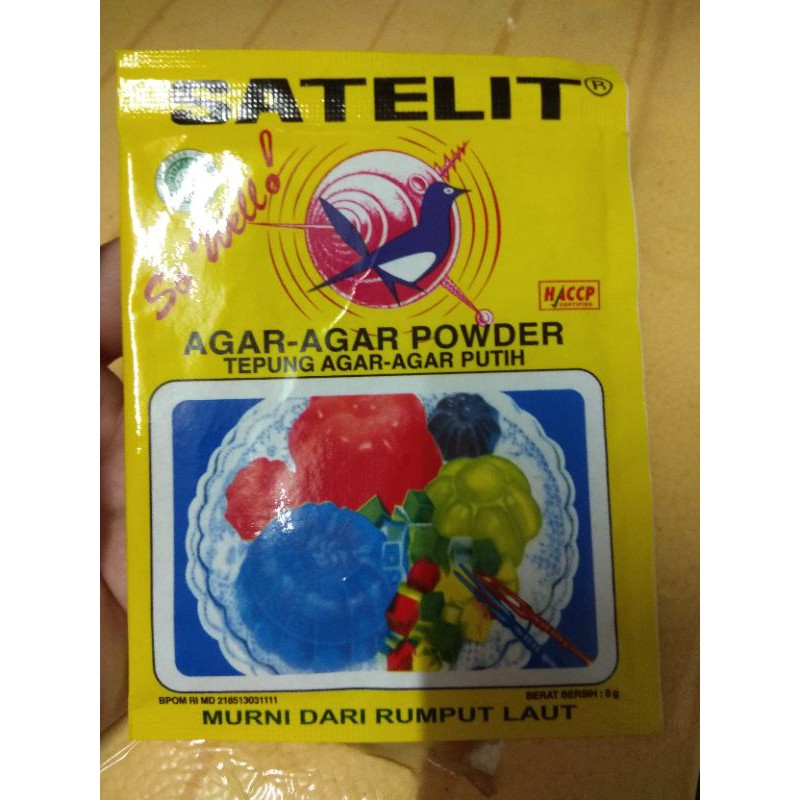 SATELIT ®
So Well!
HACCP
CERTIFIED
AGAR-AGAR POWDER
TEPUNG AGAR-AGAR PUTIH
BPOM RI MD 218513031111
BERAT BERSIH : 8 g
MURNI DARI RUMPUT LAUT